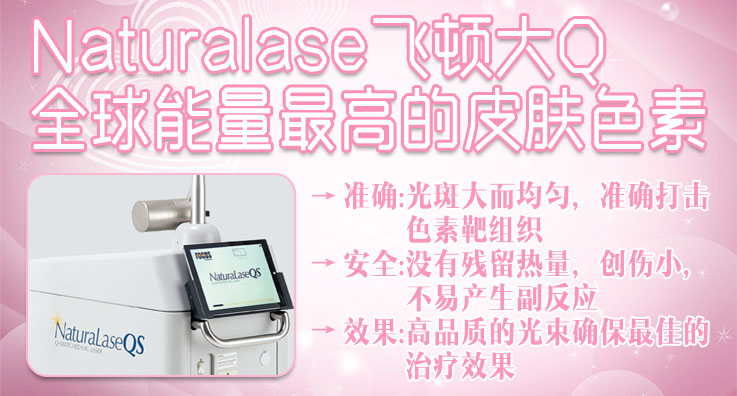 Naturalase飞顿大Q
全球能量最高的皮肤色素
→ 准确:光斑大而均匀，准确打击
色素靶组织
→ 安全:没有残留热量，创伤小，
不易产生副反应
→ 效果:高品质的光束确保最佳的
治疗效果
FOCUS
NATURALASEQS
NATURALASEQS
Q-SWITCHED YAG LASER